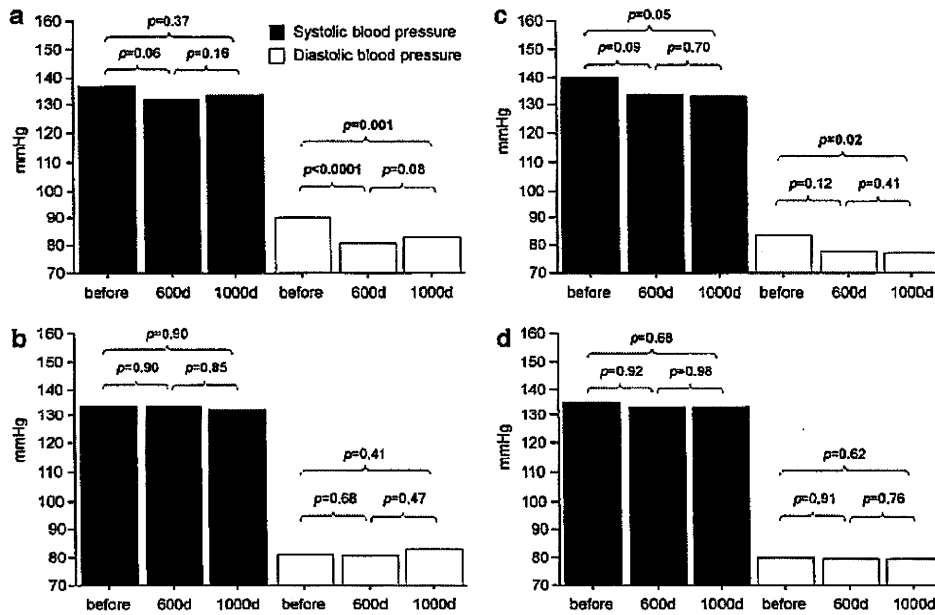 a
p=0.37
p=0.06 p=0.16
Systolic blood pressure
Diastolic blood pressure
p=0.001
p<0.0001 p=0.08
mmHg
160
150
140
130
120
110
100
90
80
70
before 600d 1000d before 600d 1000d
c
p=0.05
p=0.09 p=0.70
p=0.02
p=0.12 p=0.41
mmHg
160
150
140
130
120
110
100
90
80
70
before 600d 1000d before 600d 1000d
b
p=0.90
p=0.90 p=0.85
p=0.41
p=0.68 p=0.47
mmHg
160
150
140
130
120
110
100
90
80
70
before 600d 1000d before 600d 1000d
d
p=0.68
p=0.92 p=0.98
p=0.62
p=0.91 p=0.76
mmHg
160
150
140
130
120
110
100
90
80
70
before 600d 1000d before 600d 1000d